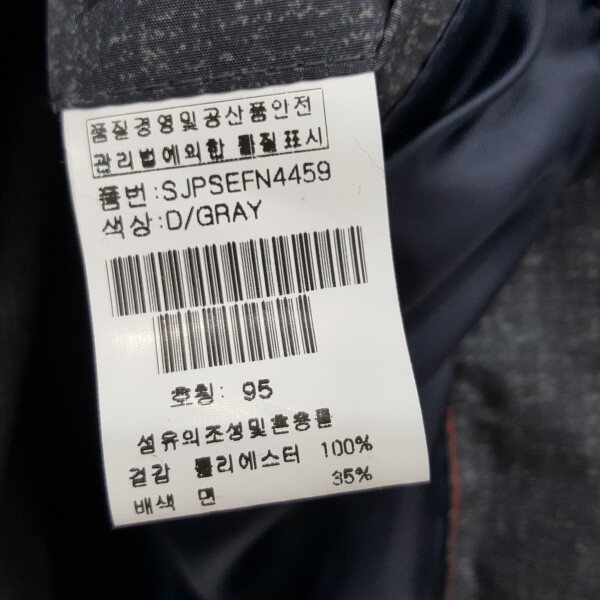 품질경영및공산품안전
관리법에의한 품질표시
품번:SJPSEFN4459
색상:D/GRAY
호칭: 95
섬유의조성및혼용률
겉감 폴리에스터 100%
배색 면 35%